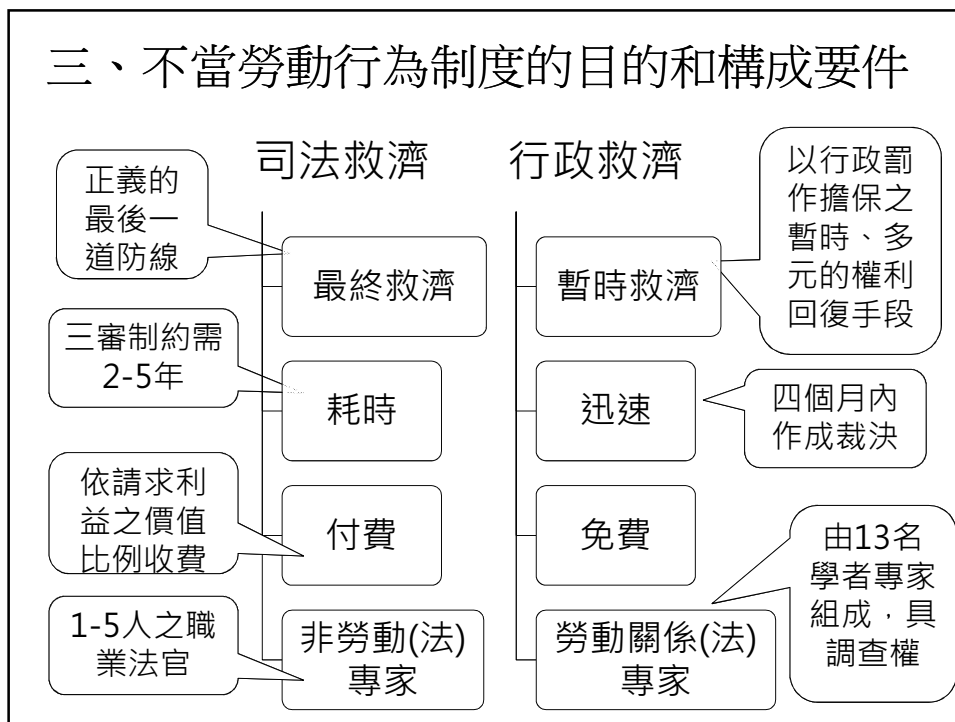 三、不當勞動行為制度的目的和構成要件
司法救濟
正義的
最後一
道防線
最終救濟
三審制約需
2-5年
耗時
依請求利
益之價值
比例收費
付費
1-5人之職
業法官
非勞動(法)
專家
行政救濟
以行政罰
作擔保之
暫時、多
元的權利
回復手段
暫時救濟
迅速
四個月內
作成裁決
免費
由13名
學者專家
組成，具
調查權
勞動關係(法)
專家